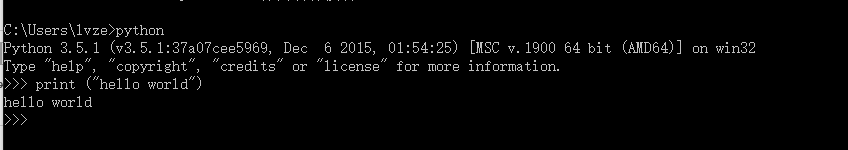 C:\Users\lvze>python
Python 3.5.1 (v3.5.1:37a07cee5969, Dec  6 2015, 01:54:25) [MSC v.1900 64 bit (AMD64)] on win32
Type "help", "copyright", "credits" or "license" for more information.
>>> print ("hello world")
hello world
>>>